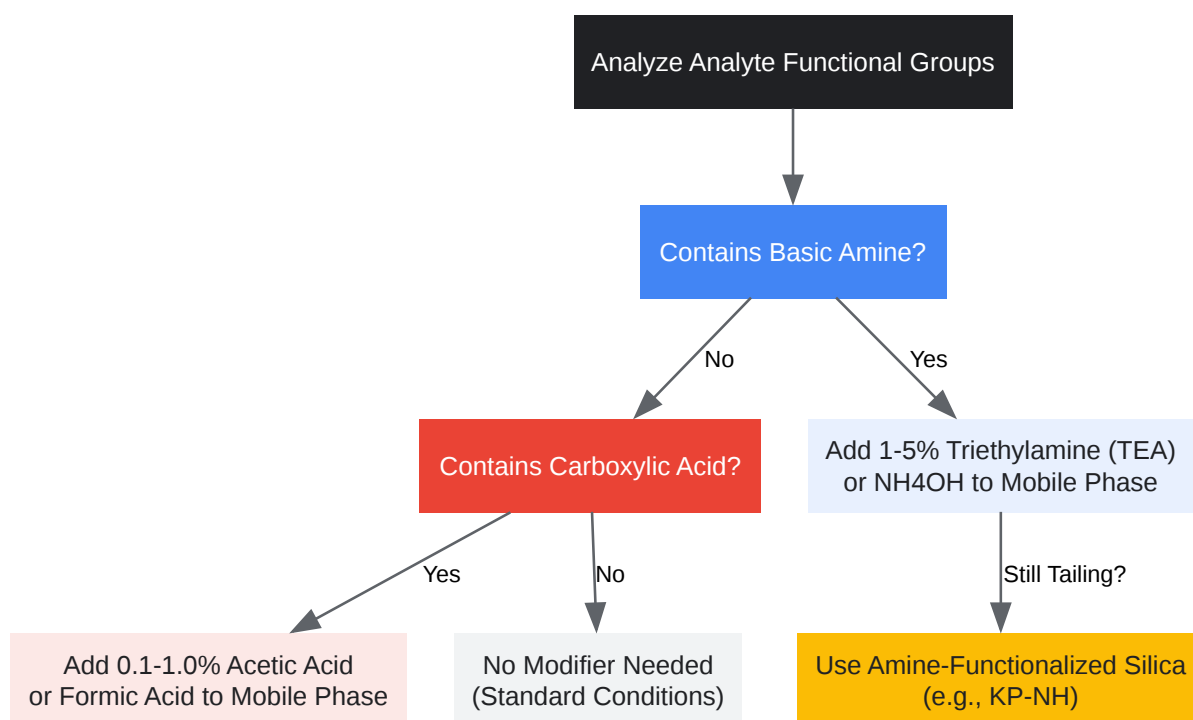 Analyze Analyte Functional Groups
Contains Basic Amine?
No
Yes
Contains Carboxylic Acid?
Add 1-5% Triethylamine (TEA)
or NH4OH to Mobile Phase
Yes
No
Still Tailing?
Add 0.1-1.0% Acetic Acid
or Formic Acid to Mobile Phase
No Modifier Needed
(Standard Conditions)
Use Amine-Functionalized Silica
(e.g., KP-NH)